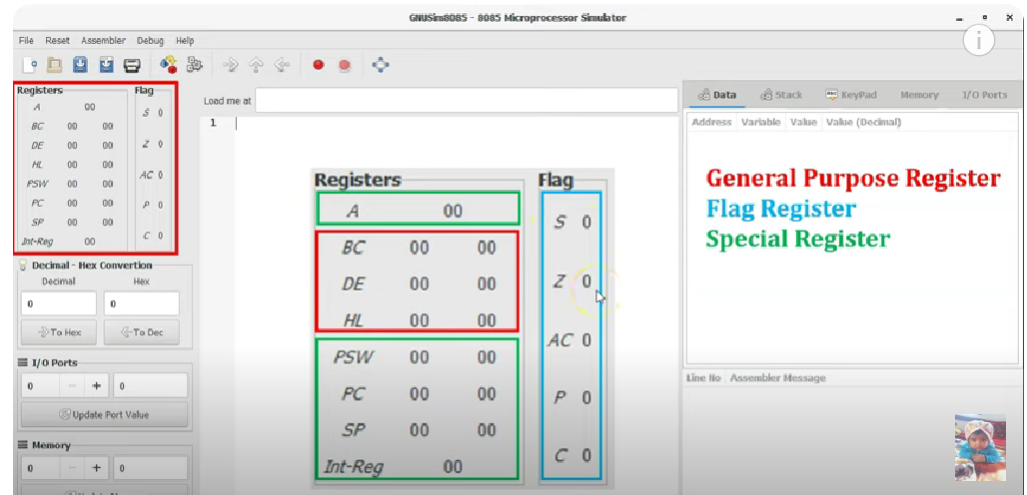 GNUSim8085 - 8085 Microprocessor Simulator
File Reset Assembler Debug Help
Registers
A 00
BC 00 00
DE 00 00
HL 00 00
PSW 00 00
PC 00 00
SP 00 00
Int-Reg 00
Flag
S 0
Z 0
AC 0
P 0
C 0
Decimal - Hex Convertion
Decimal Hex
0 0
To Hex To Dec
I/O Ports
0 - + 0
Update Port Value
Memory
0 - + 0
Load me at
1
Registers
A 00
BC 00 00
DE 00 00
HL 00 00
PSW 00 00
PC 00 00
SP 00 00
Int-Reg 00
Flag
S 0
Z 0
AC 0
P 0
C 0
Data Stack KeyPad Memory I/O Ports
Address Variable Value Value (Decimal)
General Purpose Register
Flag Register
Special Register
Line No Assembler Message